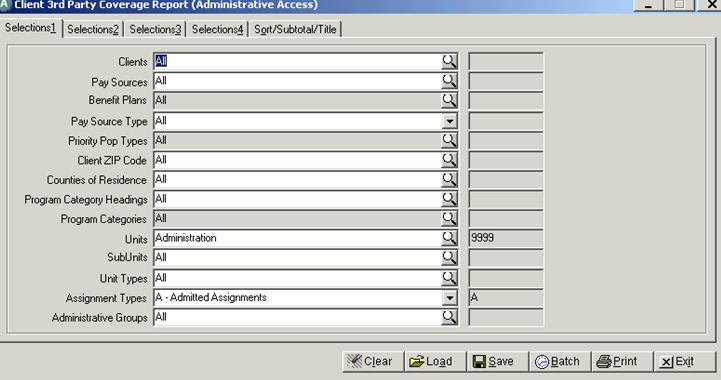 A Client 3rd Party Coverage Report (Administrative Access)
Selections1 Selections2 Selections3 Selections4 Sort/Subtotal/Title
Clients All
Pay Sources All
Benefit Plans All
Pay Source Type All
Priority Pop Types All
Client ZIP Code All
Counties of Residence All
Program Category Headings All
Program Categories All
Units Administration 9999
SubUnits All
Unit Types All
Assignment Types A - Admitted Assignments A
Administrative Groups All
Clear Load Save Batch Print Exit